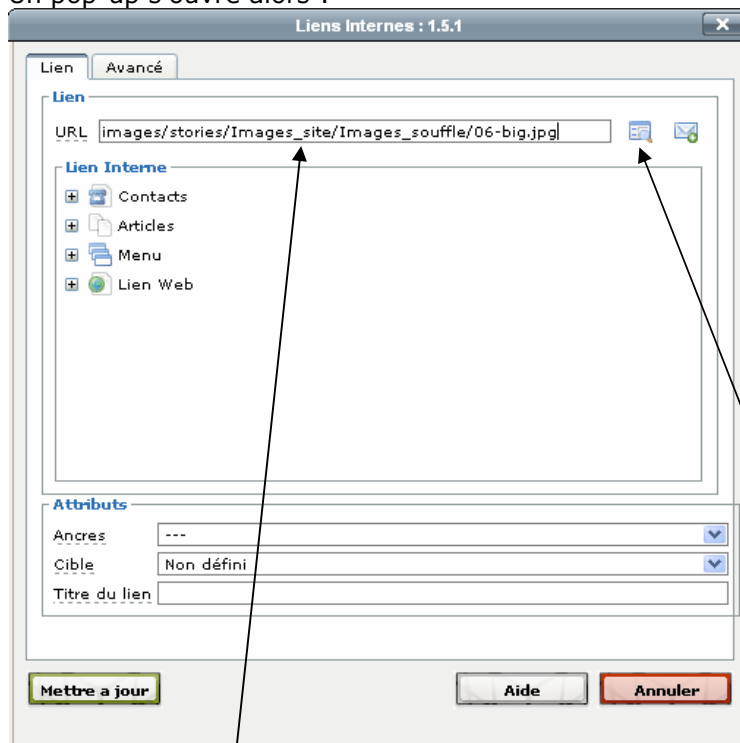 Un pop-up s'ouvre alors :
Liens Internes : 1.5.1
Lien Avancé
Lien
URL images/stories/Images_site/Images_souffle/06-big.jpg
Lien Interne
Contacts
Articles
Menu
Lien Web
Attributs
Ancres ---
Cible Non défini
Titre du lien
Mettre a jour Aide Annuler